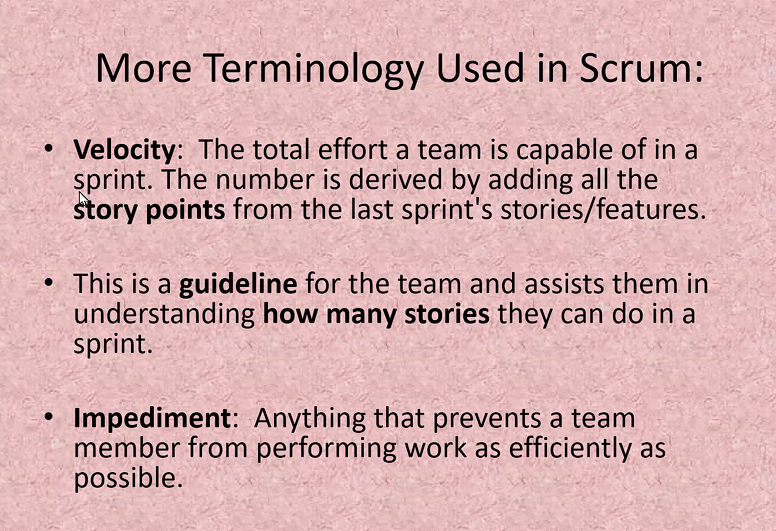 More Terminology Used in Scrum:
• Velocity:  The total effort a team is capable of in a
sprint. The number is derived by adding all the
story points from the last sprint's stories/features.
• This is a guideline for the team and assists them in
understanding how many stories they can do in a
sprint.
• Impediment:  Anything that prevents a team
member from performing work as efficiently as
possible.